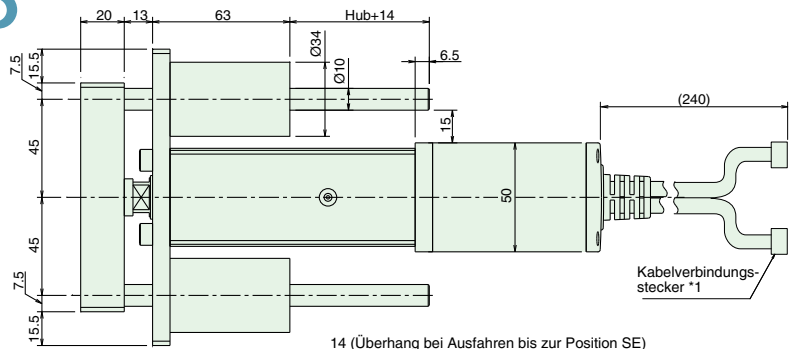 20
13
63
Hub+14
Ø34
Ø10
6.5
7.5
15.5
15
(240)
45
50
45
7.5
15.5
Kabelverbindungs-
stecker *1
14 (Überhang bei Ausfahren bis zur Position SE)